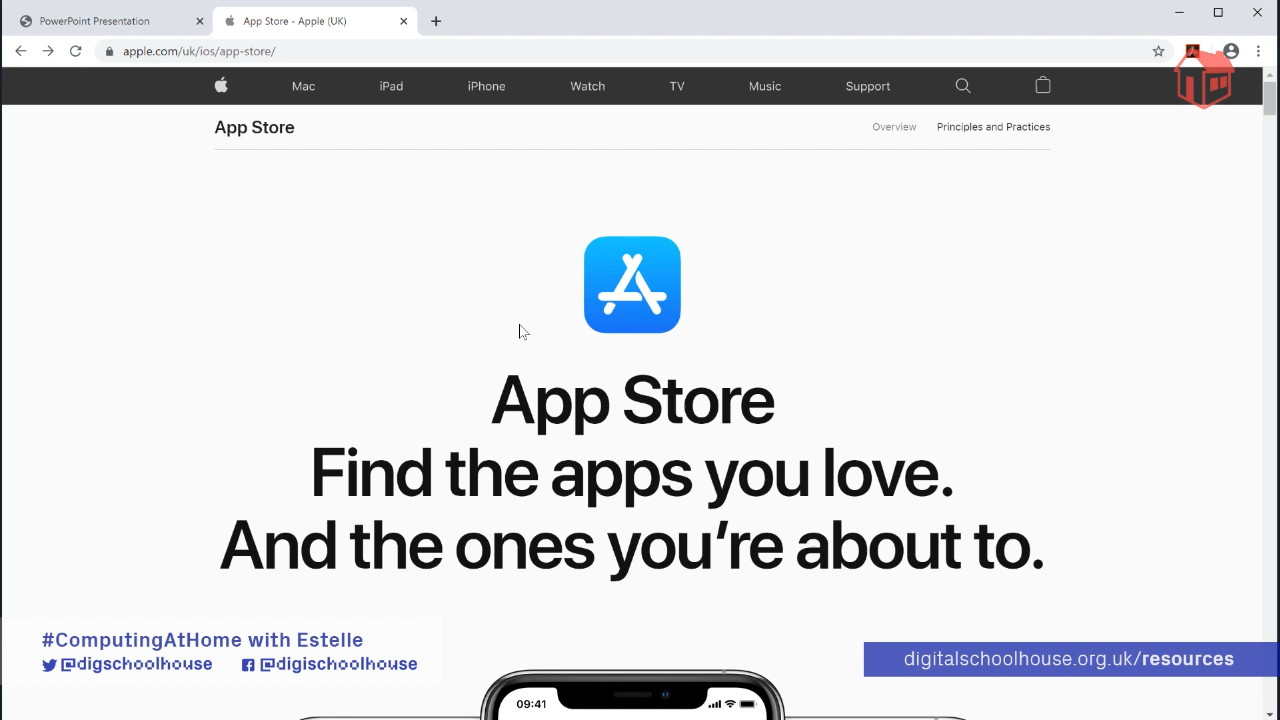 PowerPoint Presentation
App Store - Apple (UK)
apple.com/uk/ios/app-store/
Mac iPad iPhone Watch TV Music Support
App Store
Overview Principles and Practices
App Store
Find the apps you love.
And the ones you're about to.
#ComputingAtHome with Estelle
@digschoolhouse @digischoolhouse
digitalschoolhouse.org.uk/resources
09:41